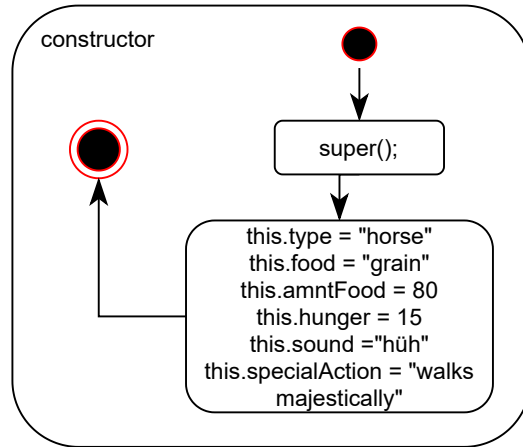 constructor
super();
this.type = "horse"
this.food = "grain"
this.amntFood = 80
this.hunger = 15
this.sound ="hüh"
this.specialAction = "walks
majestically"